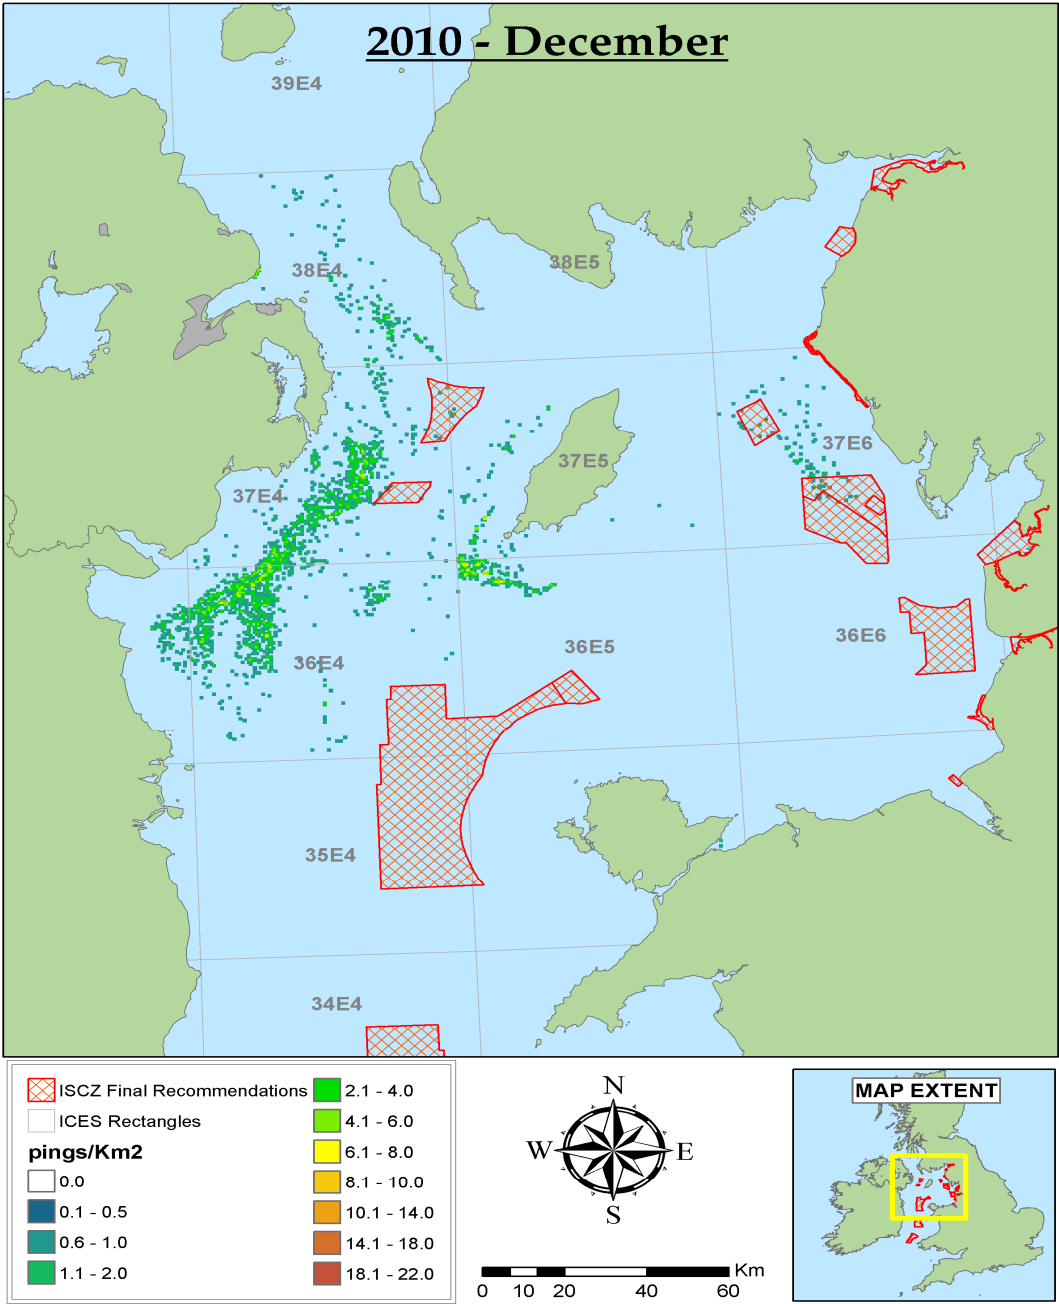 2010 - December
39E4
38E4
38E5
37E6
37E5
37E4
36E6
36E5
36E4
35E4
34E4
ISCZ Final Recommendations
ICES Rectangles
pings/Km2
0.0
0.1 - 0.5
0.6 - 1.0
1.1 - 2.0
2.1 - 4.0
4.1 - 6.0
6.1 - 8.0
8.1 - 10.0
10.1 - 14.0
14.1 - 18.0
18.1 - 22.0
N
W E
S
Km
0 10 20 40 60
MAP EXTENT